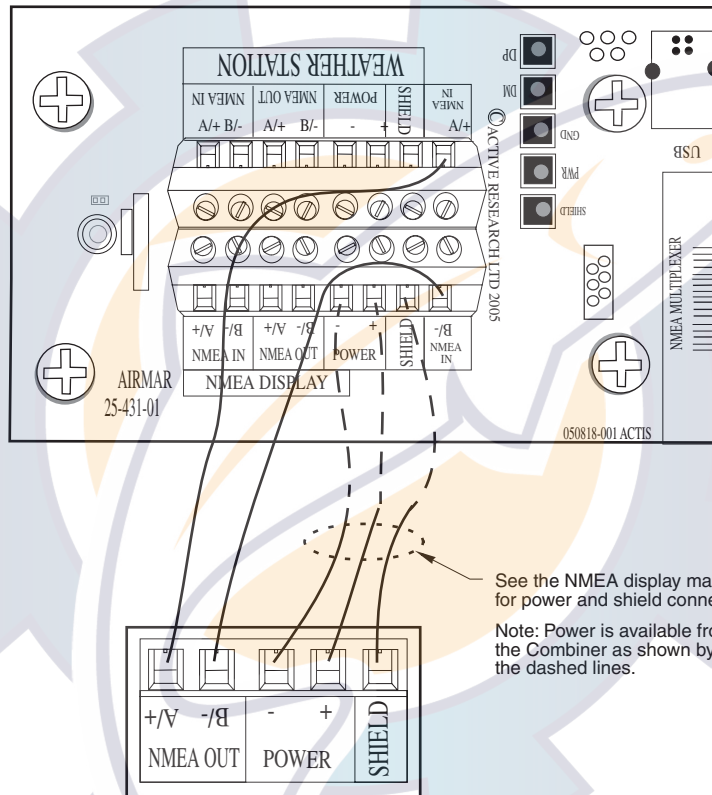 WEATHER STATION
NMEA IN NMEA OUT POWER SHIELD NMEA IN
A/+ B/- A/+ B/- - + A/+
© ACTIVE RESEARCH LTD 2005
DP
DM
GND
PWR
SHIELD
USB
NMEA MULTIPLEXER
A/+ B/- A/+ B/- - + SHIELD B/-
NMEA IN NMEA OUT POWER NMEA IN
NMEA DISPLAY
AIRMAR
25-431-01
050818-001 ACTIS
See the NMEA display ma
for power and shield conne
Note: Power is available fro
the Combiner as shown by
the dashed lines.
A/+ B/- - + SHIELD
NMEA OUT POWER